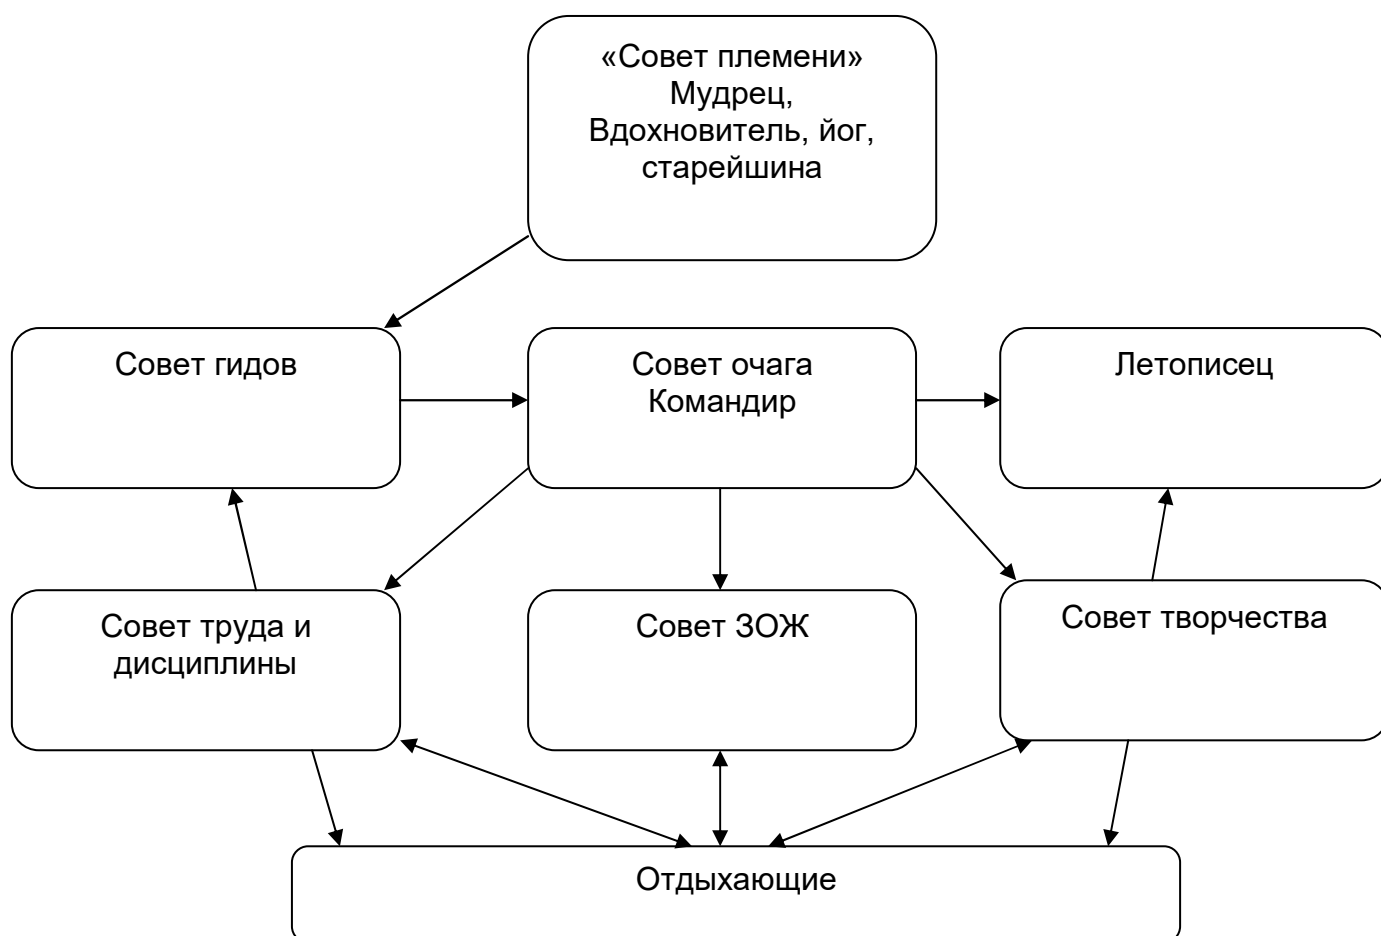 «Совет племени»
Мудрец,
Вдохновитель, йог,
старейшина
Совет гидов
Совет очага
Командир
Летописец
Совет труда и
дисциплины
Совет ЗОЖ
Совет творчества
Отдыхающие